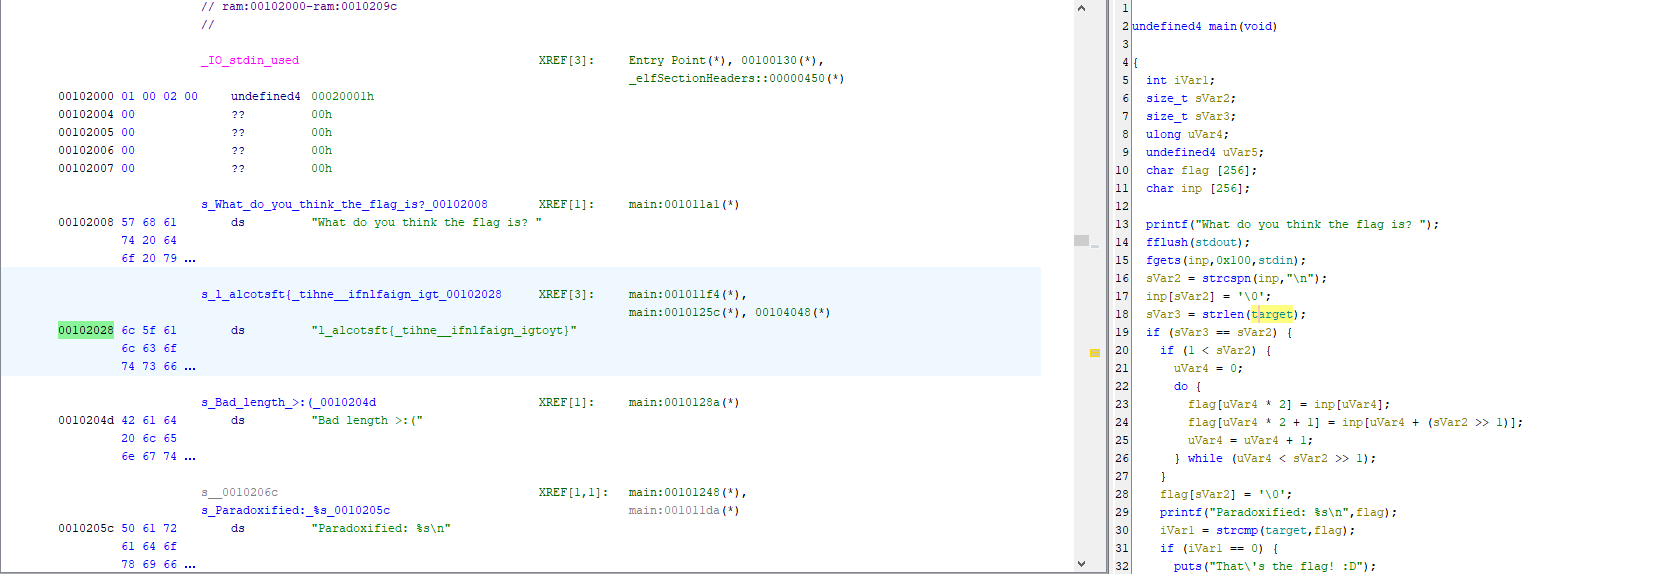 // ram:00102000-ram:0010209c
//
_IO_stdin_used XREF[3]: Entry Point(*), 00100130(*),
_elfSectionHeaders::00000450(*)
00102000 01 00 02 00 undefined4 00020001h
00102004 00 ?? 00h
00102005 00 ?? 00h
00102006 00 ?? 00h
00102007 00 ?? 00h
s_What_do_you_think_the_flag_is?_00102008 XREF[1]: main:001011a1(*)
00102008 57 68 61 ds "What do you think the flag is? "
74 20 64
6f 20 79 ...
s_l_alcotsft{_tihne__ifnlfaign_igt_00102028 XREF[3]: main:001011f4(*),
main:0010125c(*), 00104048(*)
00102028 6c 5f 61 ds "l_alcotsft{_tihne__ifnlfaign_igtoyt}"
6c 63 6f
74 73 66 ...
s_Bad_length_>:(_0010204d XREF[1]: main:0010128a(*)
0010204d 42 61 64 ds "Bad length >:("
20 6c 65
6e 67 74 ...
s__0010206c XREF[1,1]: main:00101248(*),
s_Paradoxified:_%s_0010205c main:001011da(*)
0010205c 50 61 72 ds "Paradoxified: %s\n"
61 64 6f
78 69 66 ...
1
2 undefined4 main(void)
3
4 {
5 int iVar1;
6 size_t sVar2;
7 size_t sVar3;
8 ulong uVar4;
9 undefined4 uVar5;
10 char flag [256];
11 char inp [256];
12
13 printf("What do you think the flag is? ");
14 fflush(stdout);
15 fgets(inp,0x100,stdin);
16 sVar2 = strcspn(inp,"\n");
17 inp[sVar2] = '\0';
18 sVar3 = strlen(target);
19 if (sVar3 == sVar2) {
20 if (1 < sVar2) {
21 uVar4 = 0;
22 do {
23 flag[uVar4 * 2] = inp[uVar4];
24 flag[uVar4 * 2 + 1] = inp[uVar4 + (sVar2 >> 1)];
25 uVar4 = uVar4 + 1;
26 } while (uVar4 < sVar2 >> 1);
27 }
28 flag[sVar2] = '\0';
29 printf("Paradoxified: %s\n",flag);
30 iVar1 = strcmp(target,flag);
31 if (iVar1 == 0) {
32 puts("That\'s the flag! :D");